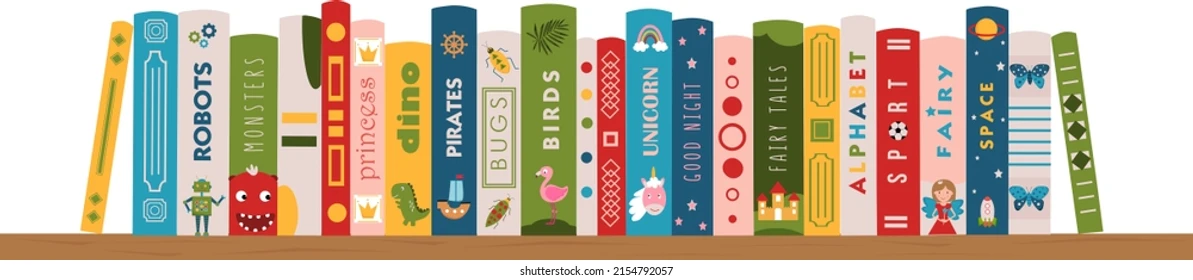 ROBOTS
MONSTERS
princess
dino
PIRATES
BUGS
BIRDS
UNICORN
GOOD NIGHT
FAIRY TALES
ALPHABET
SPORT
FAIRY
SPACE
shutterstock.com · 2154792057